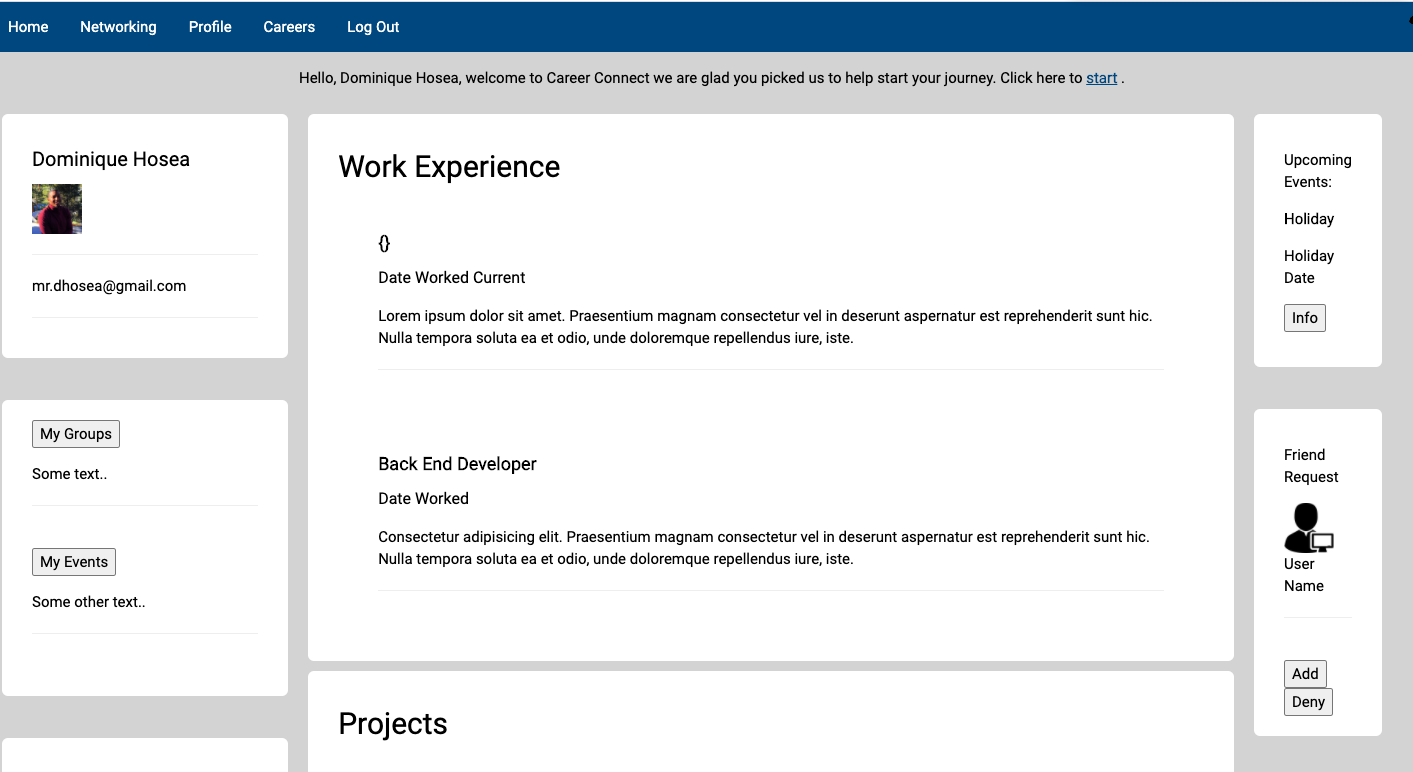 Home Networking Profile Careers Log Out
Hello, Dominique Hosea, welcome to Career Connect we are glad you picked us to help start your journey. Click here to start .
Dominique Hosea
mr.dhosea@gmail.com
My Groups
Some text..
My Events
Some other text..
Work Experience
{}
Date Worked Current
Lorem ipsum dolor sit amet. Praesentium magnam consectetur vel in deserunt aspernatur est reprehenderit sunt hic.
Nulla tempora soluta ea et odio, unde doloremque repellendus iure, iste.
Back End Developer
Date Worked
Consectetur adipisicing elit. Praesentium magnam consectetur vel in deserunt aspernatur est reprehenderit sunt hic.
Nulla tempora soluta ea et odio, unde doloremque repellendus iure, iste.
Projects
Upcoming
Events:
Holiday
Holiday
Date
Info
Friend
Request
User
Name
Add
Deny